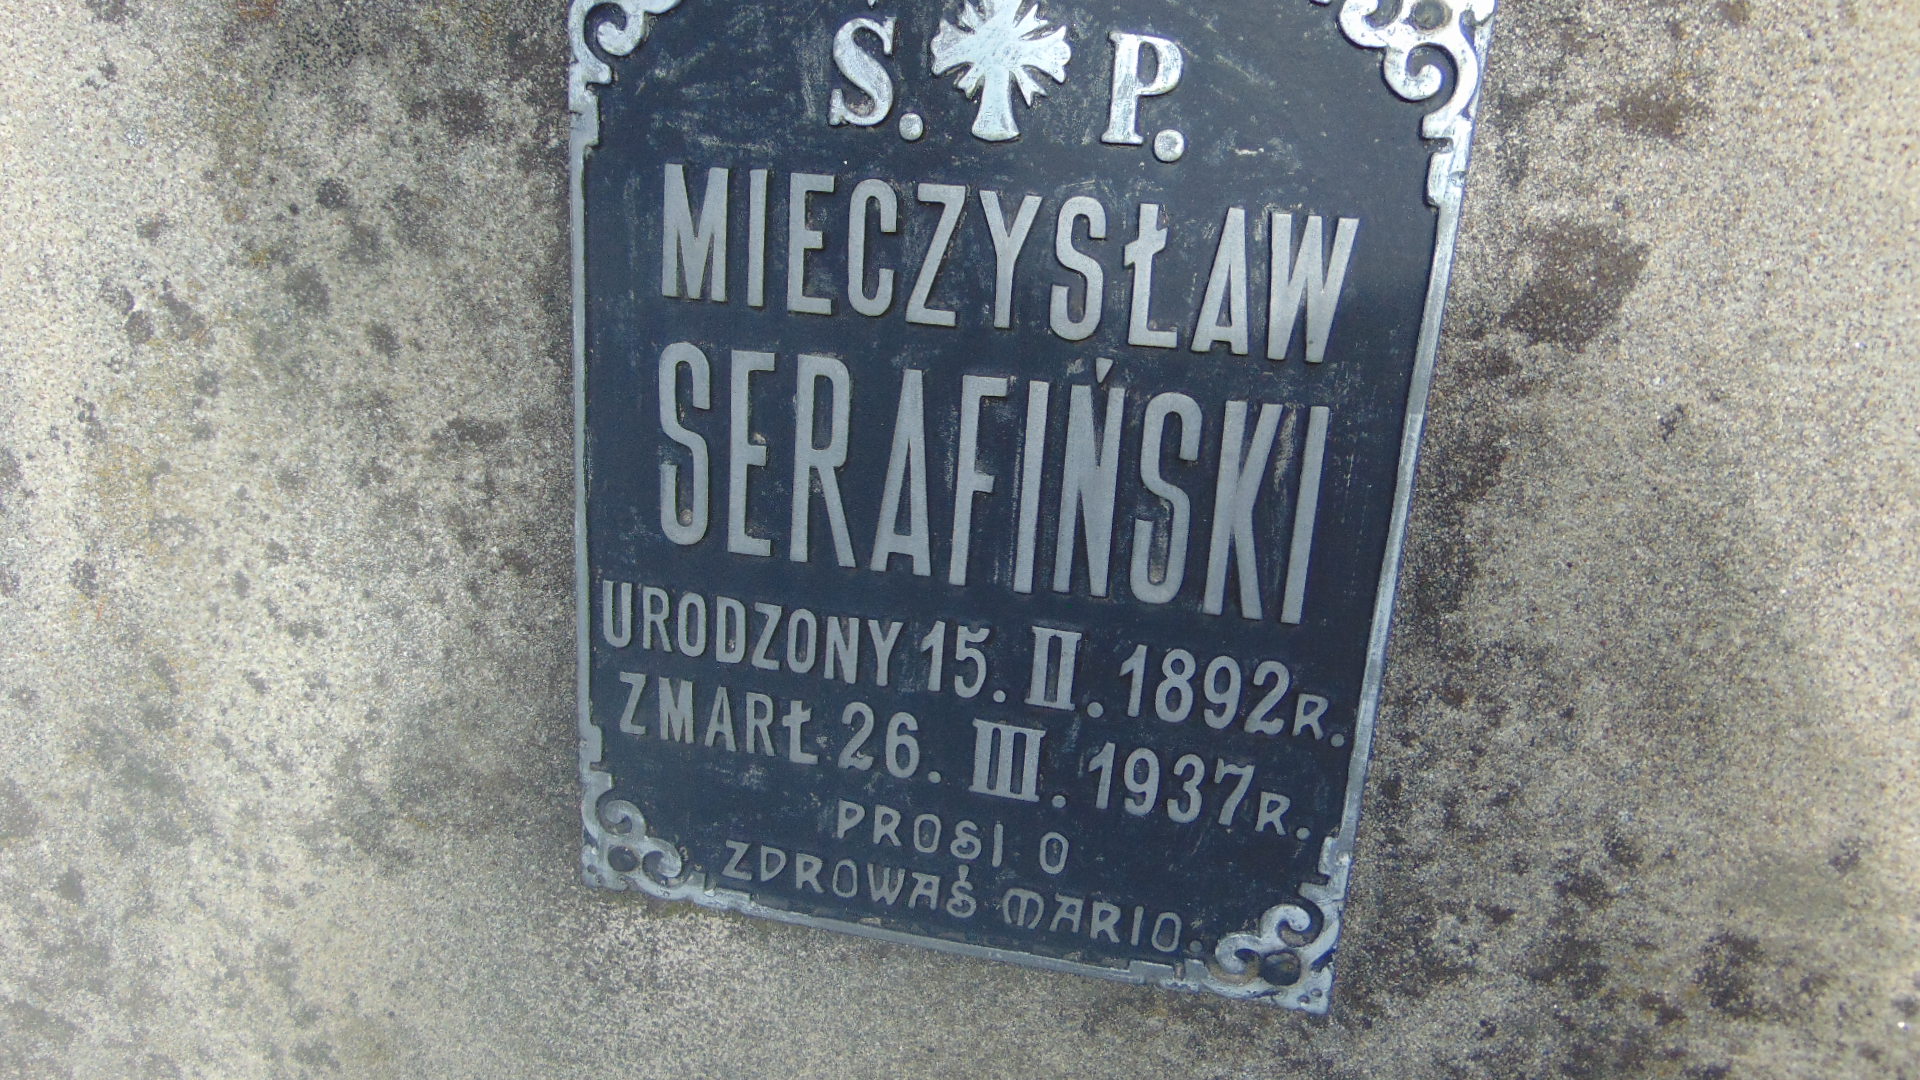 Ś. P.
MIECZYSŁAW
SERAFIŃSKI
URODZONY 15. II. 1892 R.
ZMARŁ 26. III. 1937 R.
PROSI O
ZDROWAŚ MARIO.